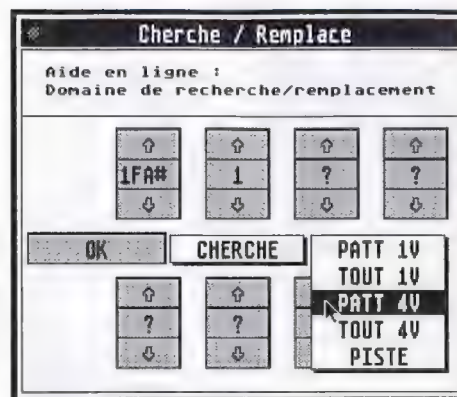 Cherche / Remplace
Aide en ligne :
Domaine de recherche/remplacement
1FA# 1 ? ?
OK CHERCHE PATT 1V
TOUT 1V
PATT 4V
? ? TOUT 4V
PISTE